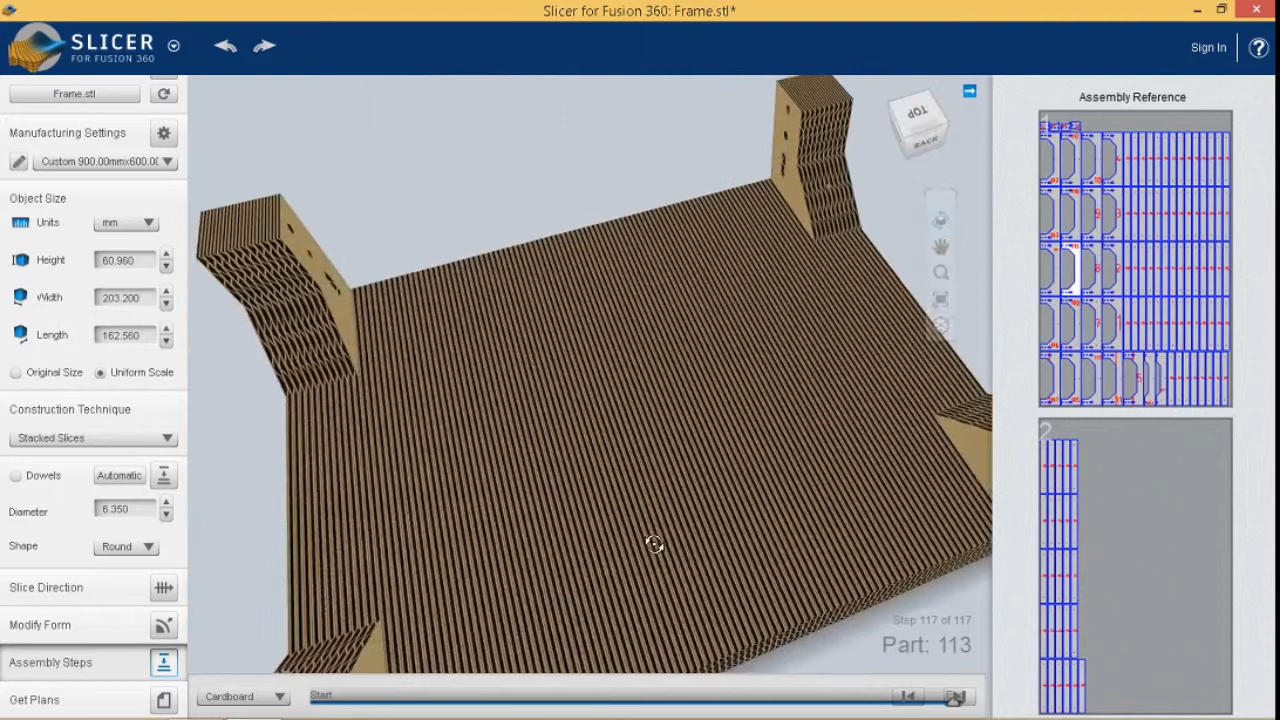 Slicer for Fusion 360: Frame.stl*
SLICER
FOR FUSION 360
Sign In
?
Frame.stl
Manufacturing Settings
Custom 900.00mmx600.00
Object Size
Units
mm
Height
60.960
Width
203.200
Length
162.560
Original Size
Uniform Scale
Construction Technique
Stacked Slices
Dowels
Automatic
Diameter
6.350
Shape
Round
Slice Direction
Modify Form
Assembly Steps
Get Plans
TOP
BACK
Step 117 of 117
Part: 113
Cardboard
Start
Assembly Reference
1
2